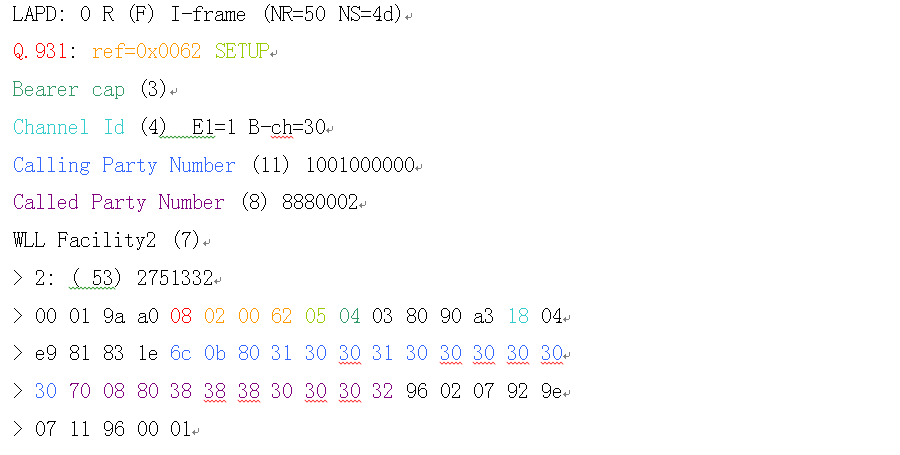 LAPD: 0 R (F) I-frame (NR=50 NS=4d)
Q.931: ref=0x0062 SETUP
Bearer cap (3)
Channel Id (4)  E1=1 B-ch=30
Calling Party Number (11) 1001000000
Called Party Number (8) 8880002
WLL Facility2 (7)
> 2: ( 53) 2751332
> 00 01 9a a0 08 02 00 62 05 04 03 80 90 a3 18 04
> e9 81 83 1e 6c 0b 80 31 30 30 31 30 30 30 30 30
> 30 70 08 80 38 38 38 30 30 30 32 96 02 07 92 9e
> 07 11 96 00 01